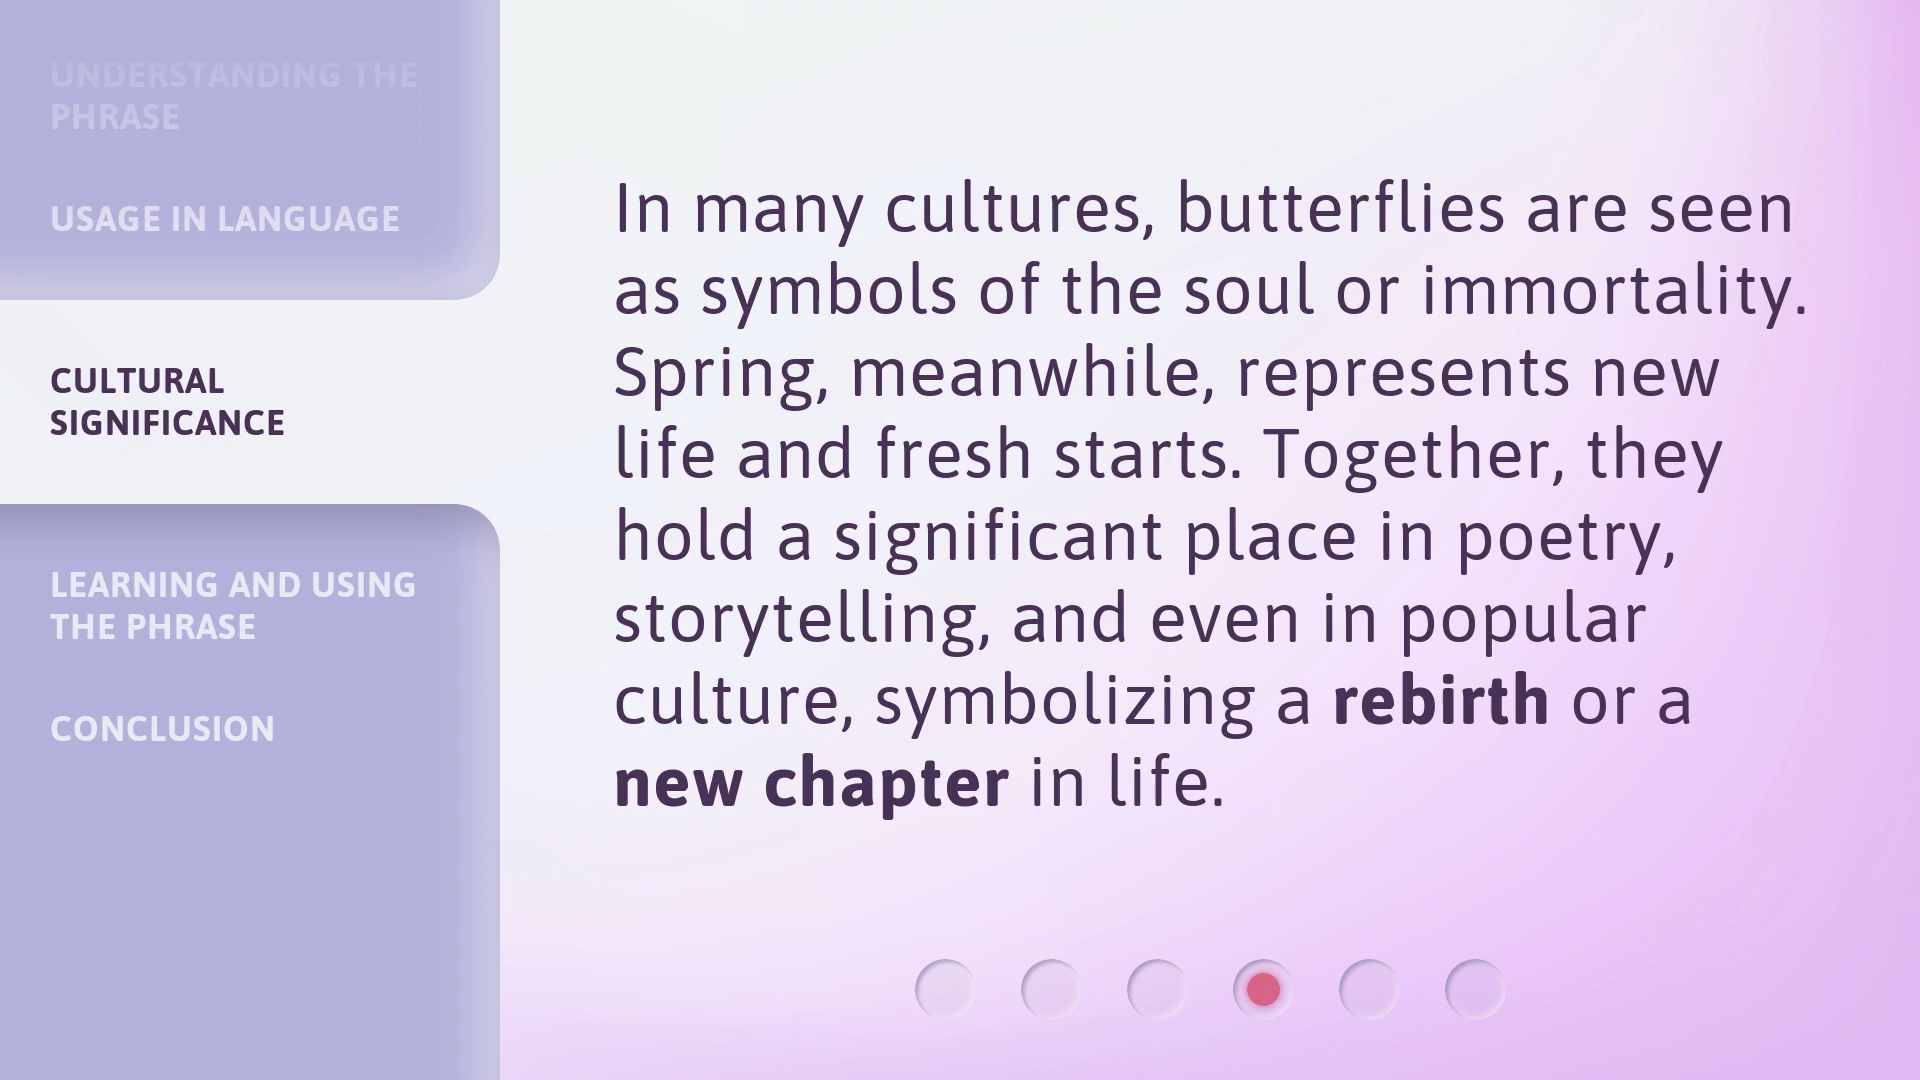 UNDERSTANDING THE
PHRASE
USAGE IN LANGUAGE
CULTURAL
SIGNIFICANCE
LEARNING AND USING
THE PHRASE
CONCLUSION
In many cultures, butterflies are seen
as symbols of the soul or immortality.
Spring, meanwhile, represents new
life and fresh starts. Together, they
hold a significant place in poetry,
storytelling, and even in popular
culture, symbolizing a rebirth or a
new chapter in life.